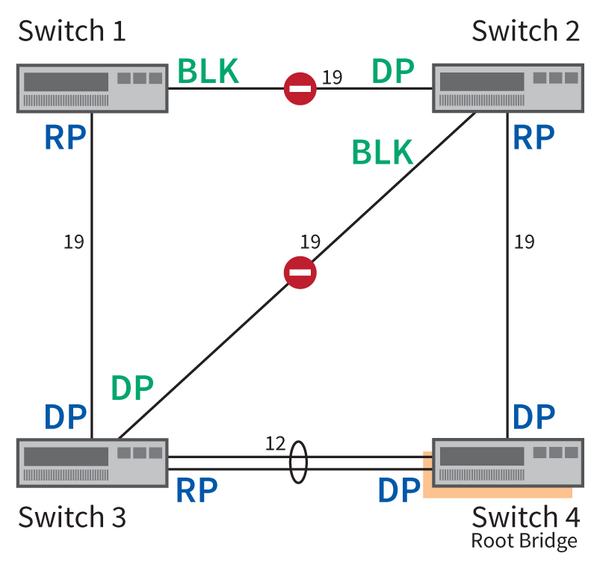 Switch 1
Switch 2
BLK
19
DP
RP
BLK
RP
19
19
19
DP
DP
DP
12
RP
DP
Switch 3
Switch 4
Root Bridge